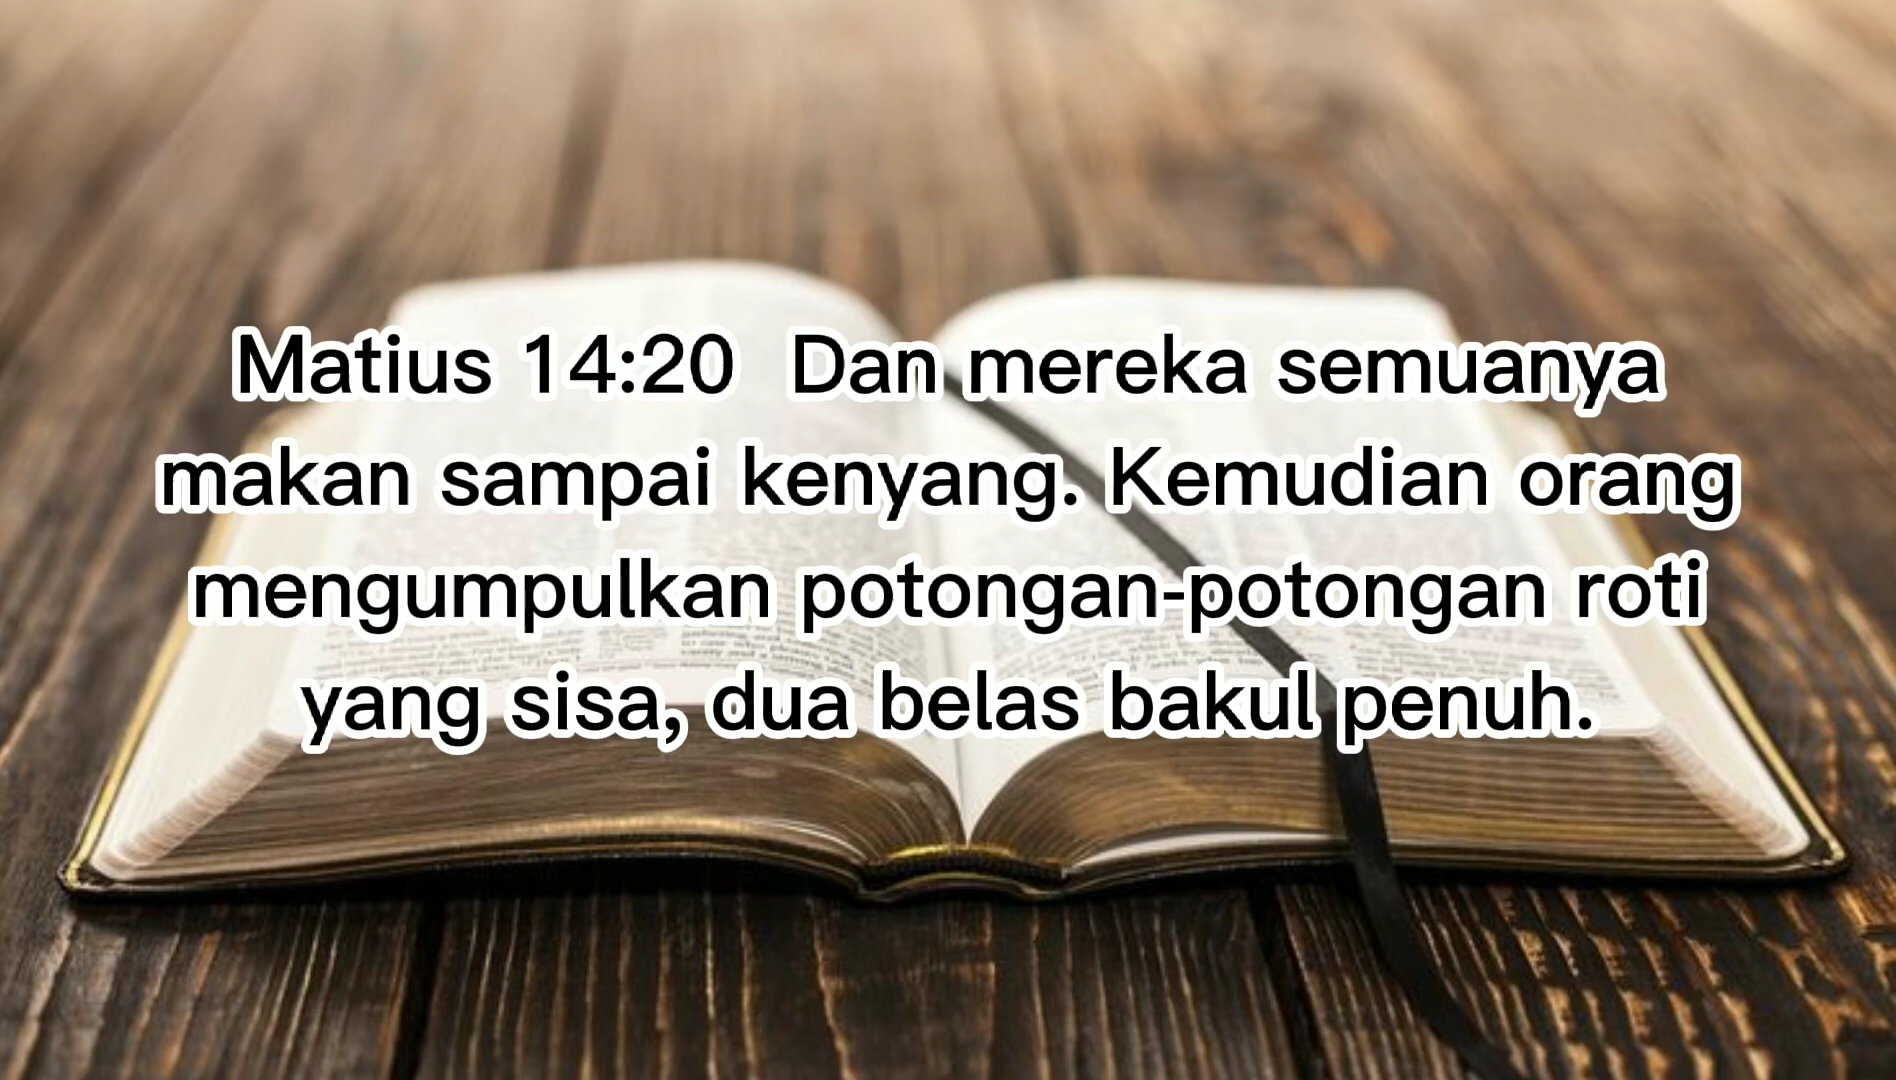 Matius 14:20  Dan mereka semuanya
makan sampai kenyang. Kemudian orang
mengumpulkan potongan-potongan roti
yang sisa, dua belas bakul penuh.